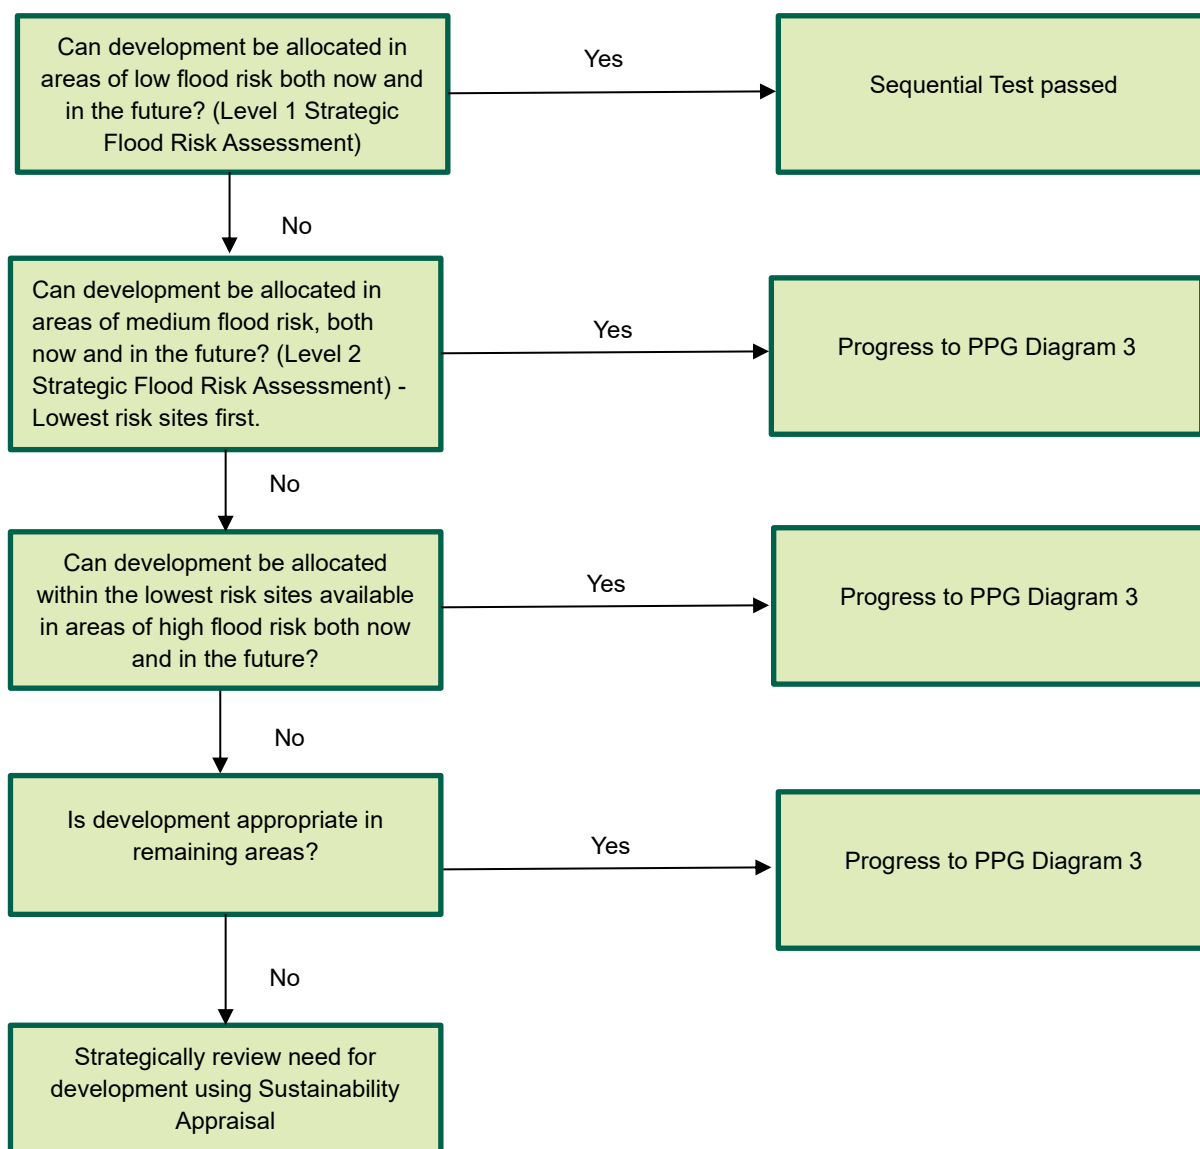 Can development be allocated in
areas of low flood risk both now and
in the future? (Level 1 Strategic
Flood Risk Assessment)
Yes
Sequential Test passed
No
Can development be allocated in
areas of medium flood risk, both
now and in the future? (Level 2
Strategic Flood Risk Assessment) -
Lowest risk sites first.
Yes
Progress to PPG Diagram 3
No
Can development be allocated
within the lowest risk sites available
in areas of high flood risk both now
and in the future?
Yes
Progress to PPG Diagram 3
No
Is development appropriate in
remaining areas?
Yes
Progress to PPG Diagram 3
No
Strategically review need for
development using Sustainability
Appraisal